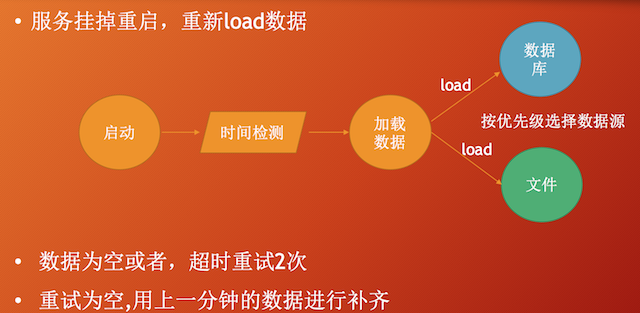 • 服务挂掉重启，重新load数据
数据
库
load
启动
时间检测
加载
数据
按优先级选择数据源
load
文件
• 数据为空或者，超时重试2次
• 重试为空,用上一分钟的数据进行补齐